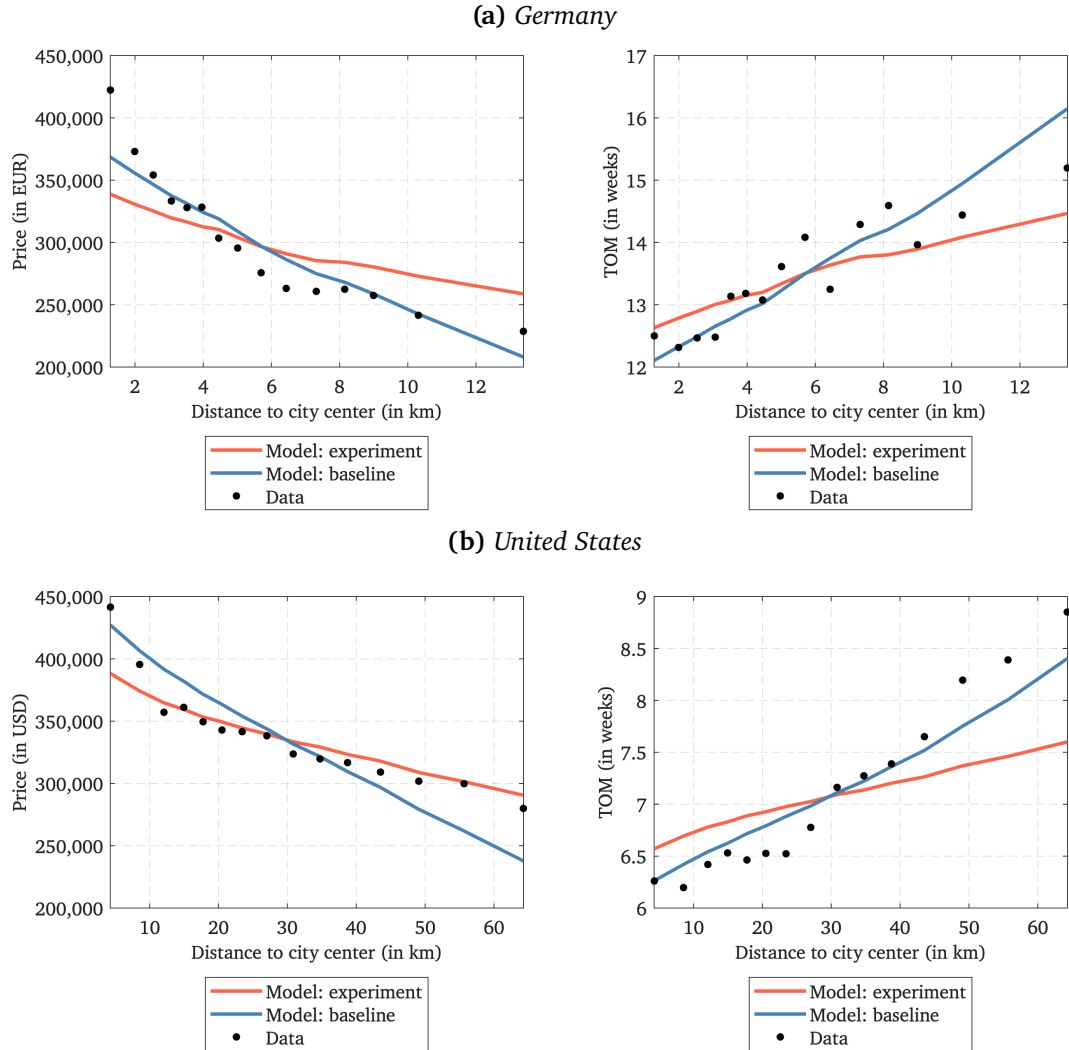 (a) Germany
450,000
400,000
350,000
300,000
250,000
200,000
Price (in EUR)
2 4 6 8 10 12
Distance to city center (in km)
Model: experiment
Model: baseline
Data
17
16
15
14
13
12
TOM (in weeks)
2 4 6 8 10 12
Distance to city center (in km)
Model: experiment
Model: baseline
Data
(b) United States
450,000
400,000
350,000
300,000
250,000
200,000
Price (in USD)
10 20 30 40 50 60
Distance to city center (in km)
Model: experiment
Model: baseline
Data
9
8.5
8
7.5
7
6.5
6
TOM (in weeks)
10 20 30 40 50 60
Distance to city center (in km)
Model: experiment
Model: baseline
Data